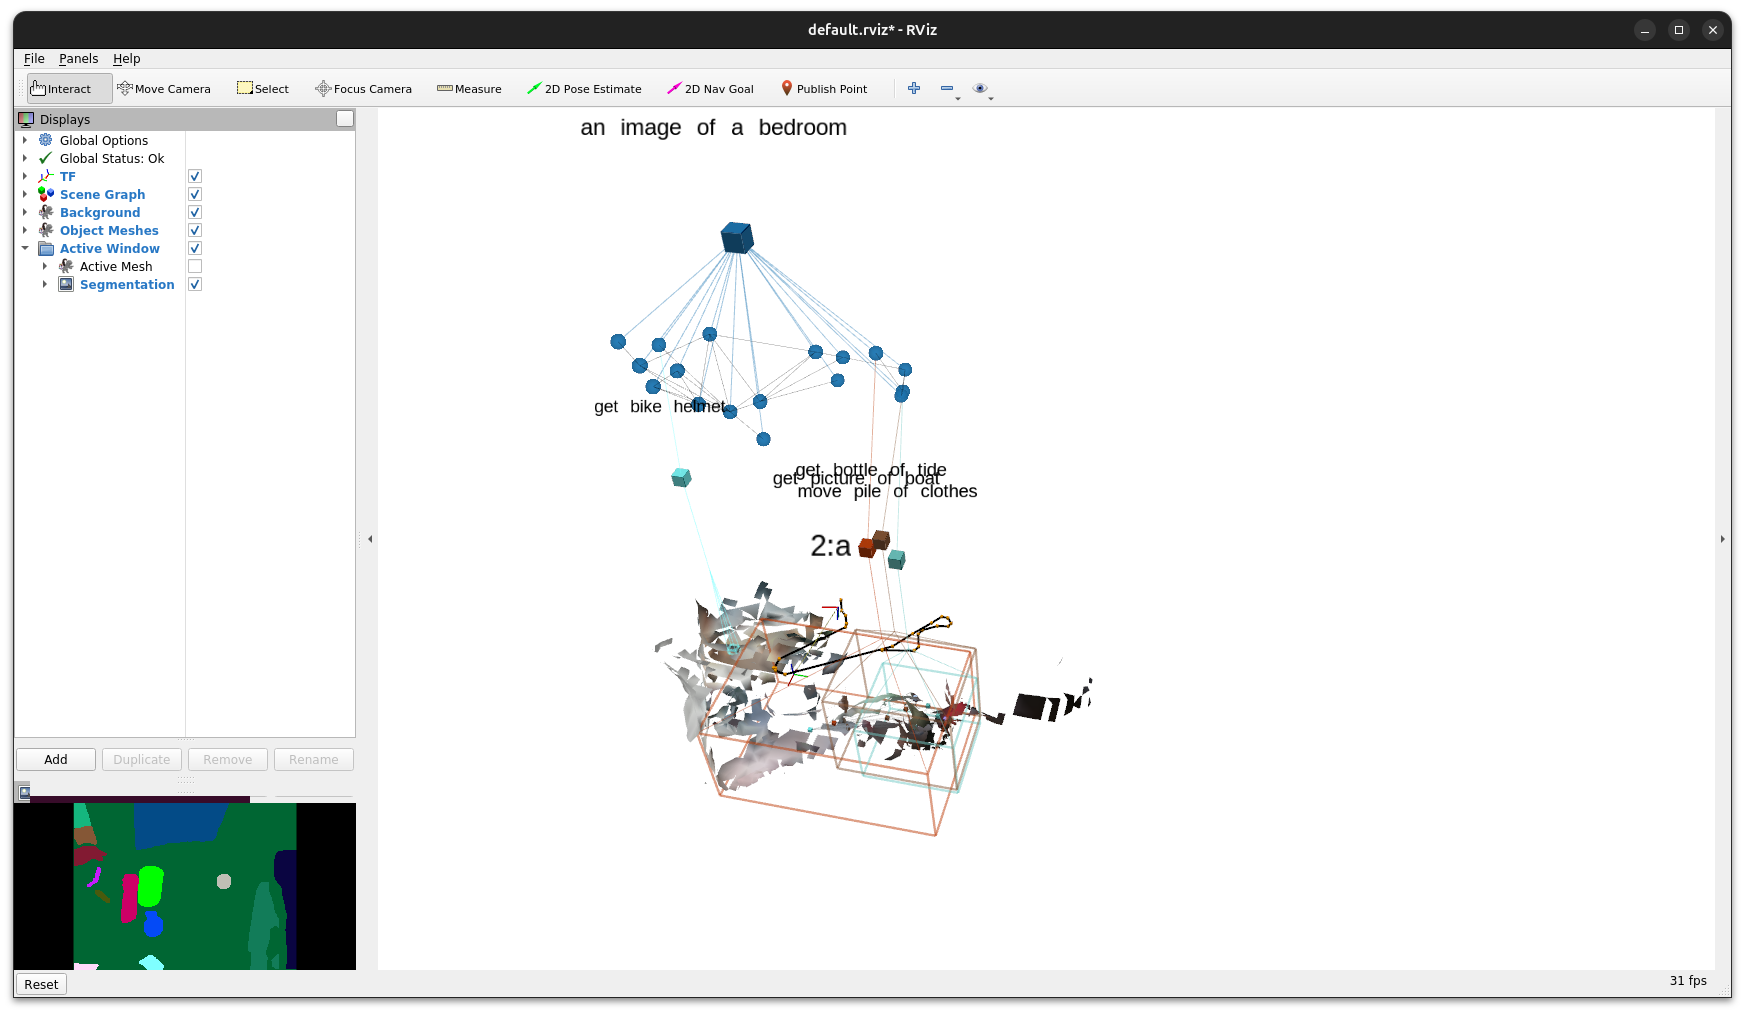 default.rviz* - RViz
File Panels Help
Interact Move Camera Select Focus Camera Measure 2D Pose Estimate 2D Nav Goal Publish Point
Displays
Global Options
Global Status: Ok
TF
Scene Graph
Background
Object Meshes
Active Window
Active Mesh
Segmentation
Add Duplicate Remove Rename
Reset
an image of a bedroom
get bike helmet
get bottle of tide
get picture of boat
move pile of clothes
2:a
31 fps